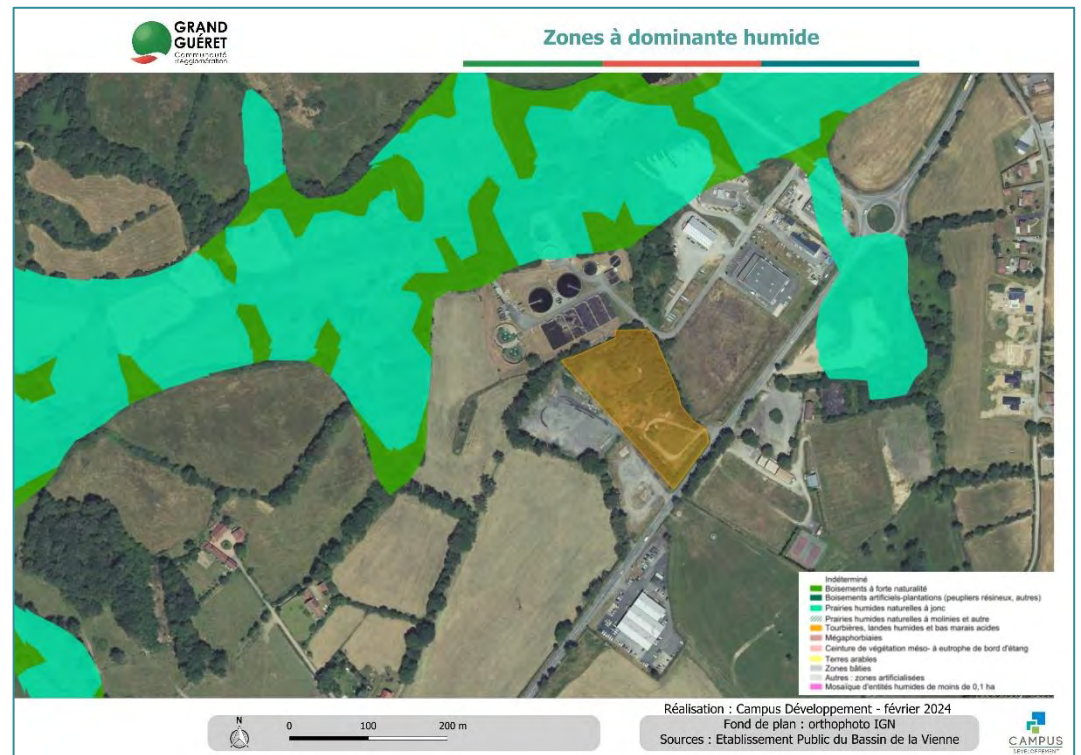 GRAND
GUÉRET
Communauté
d'Agglomération
Zones à dominante humide
Indéterminé
Boisements à forte naturalité
Boisements artificiels-plantations (peupliers résineux, autres)
Prairies humides naturelles à jonc
Prairies humides naturelles à molinies et autre
Tourbières, landes humides et bas marais acides
Mégaphorbiaies
Ceinture de végétation méso- à eutrophe de bord d'étang
Terres arables
Zones bâties
Autres : zones artificialisées
Mosaïque d'entités humides de moins de 0,1 ha
N
0 100 200 m
Réalisation : Campus Développement - février 2024
Fond de plan : orthophoto IGN
Sources : Etablissement Public du Bassin de la Vienne
CAMPUS
DÉVELOPPEMENT